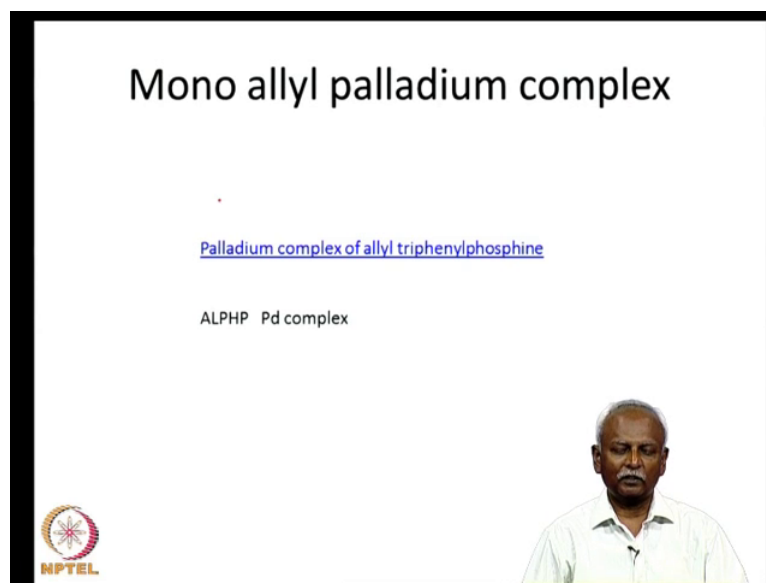 Mono allyl palladium complex
Palladium complex of allyl triphenylphosphine
ALPHP Pd complex
NPTEL